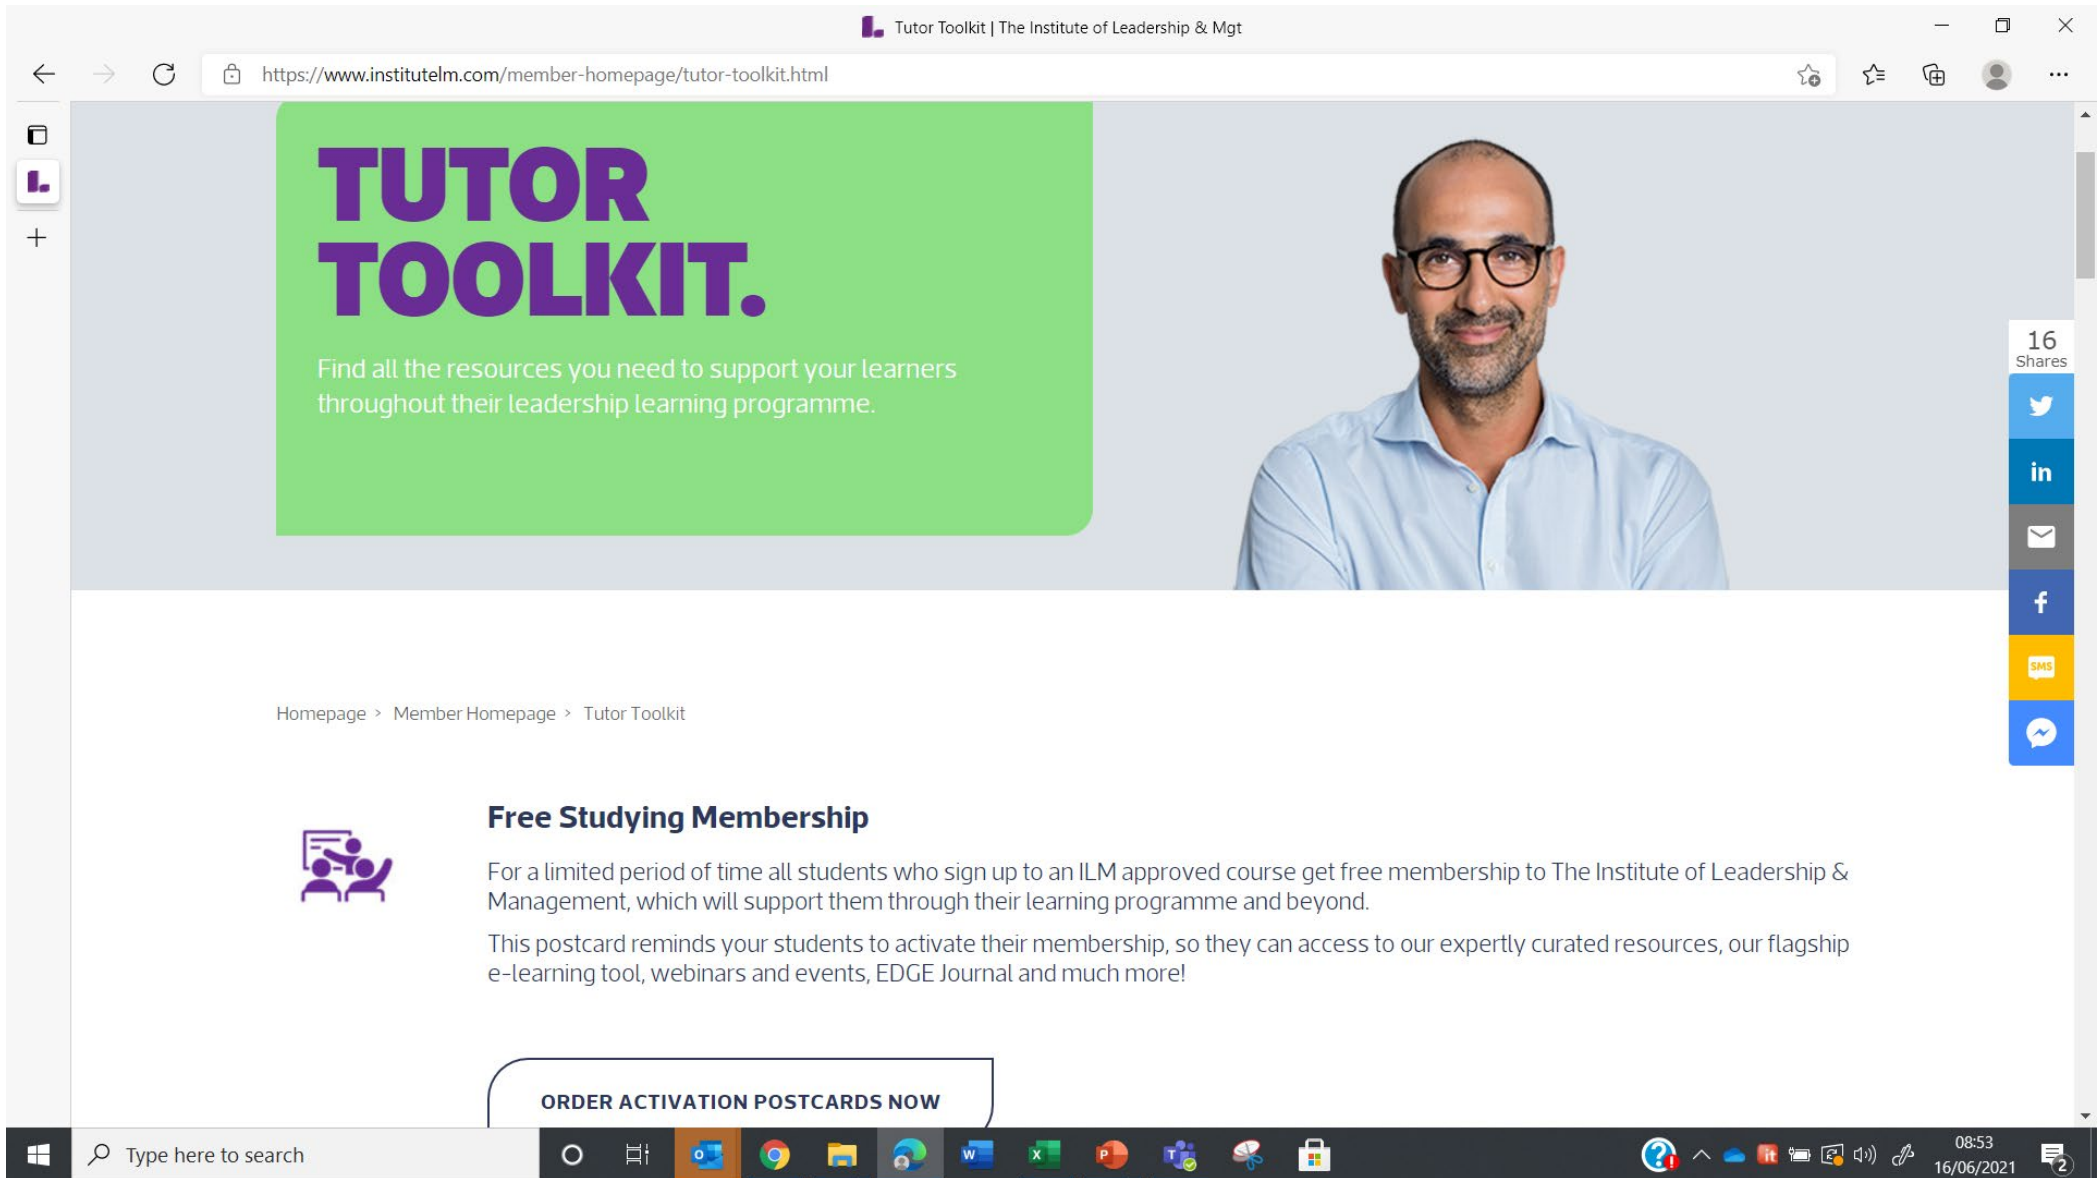 Tutor Toolkit | The Institute of Leadership & Mgt
https://www.institutelm.com/member-homepage/tutor-toolkit.html
TUTOR
TOOLKIT.
Find all the resources you need to support your learners
throughout their leadership learning programme.
16
Shares
in
f
SMS
Homepage > Member Homepage > Tutor Toolkit
Free Studying Membership
For a limited period of time all students who sign up to an ILM approved course get free membership to The Institute of Leadership &
Management, which will support them through their learning programme and beyond.
This postcard reminds your students to activate their membership, so they can access to our expertly curated resources, our flagship
e-learning tool, webinars and events, EDGE Journal and much more!
ORDER ACTIVATION POSTCARDS NOW
Type here to search
08:53
16/06/2021
2